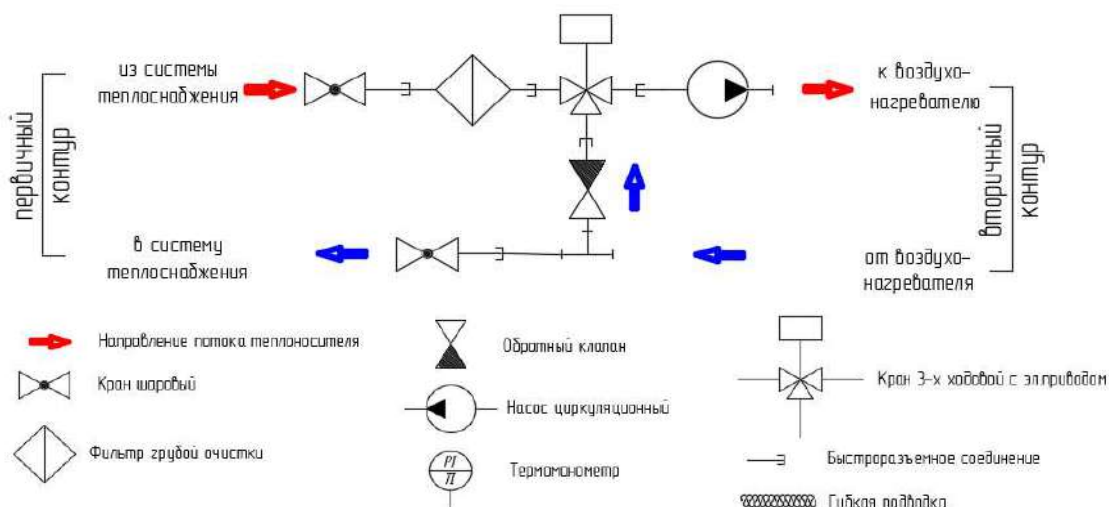 из системы
теплоснабжения
к воздухо-
нагревателю
первичный
контур
вторичный
контур
в систему
теплоснабжения
от воздухо-
нагревателя
Направление потока теплоносителя
Обратный клапан
Кран 3-х ходовой с эл.приводом
Кран шаровый
Насос циркуляционный
Фильтр грубой очистки
PI
TI
Термоманометр
Быстроразъемное соединение
Гибкая подводка